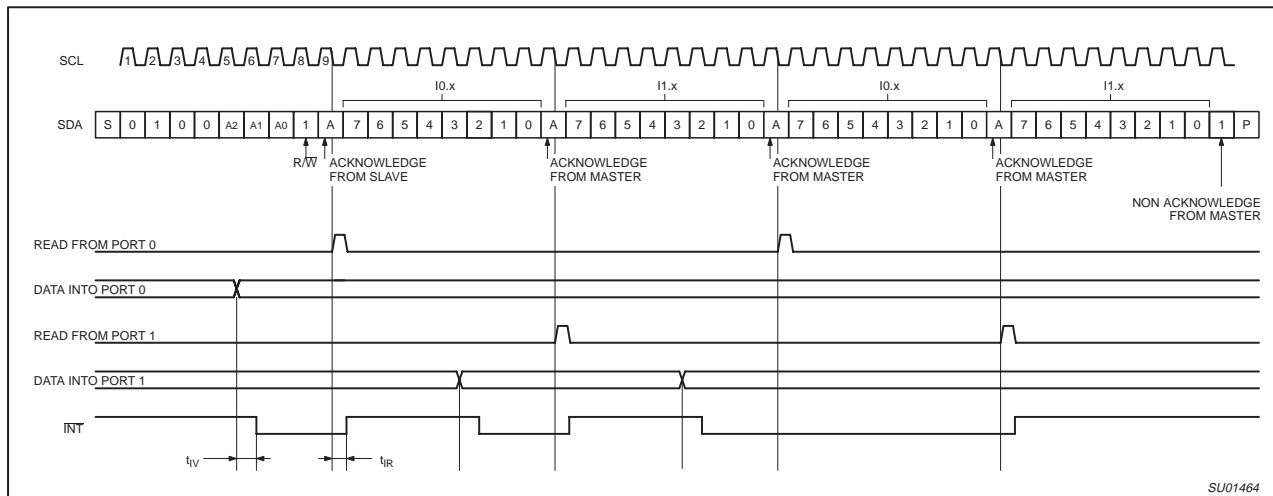 SCL 1 2 3 4 5 6 7 8 9
I0.x I1.x I0.x I1.x
SDA S 0 1 0 0 A2 A1 A0 1 A 7 6 5 4 3 2 1 0 A 7 6 5 4 3 2 1 0 A 7 6 5 4 3 2 1 0 A 7 6 5 4 3 2 1 0 1 P
R/W̅ ACKNOWLEDGE ACKNOWLEDGE ACKNOWLEDGE ACKNOWLEDGE
FROM SLAVE FROM MASTER FROM MASTER FROM MASTER
NON ACKNOWLEDGE
FROM MASTER
READ FROM PORT 0
DATA INTO PORT 0
READ FROM PORT 1
DATA INTO PORT 1
I̅N̅T̅
tIV tIR
SU01464